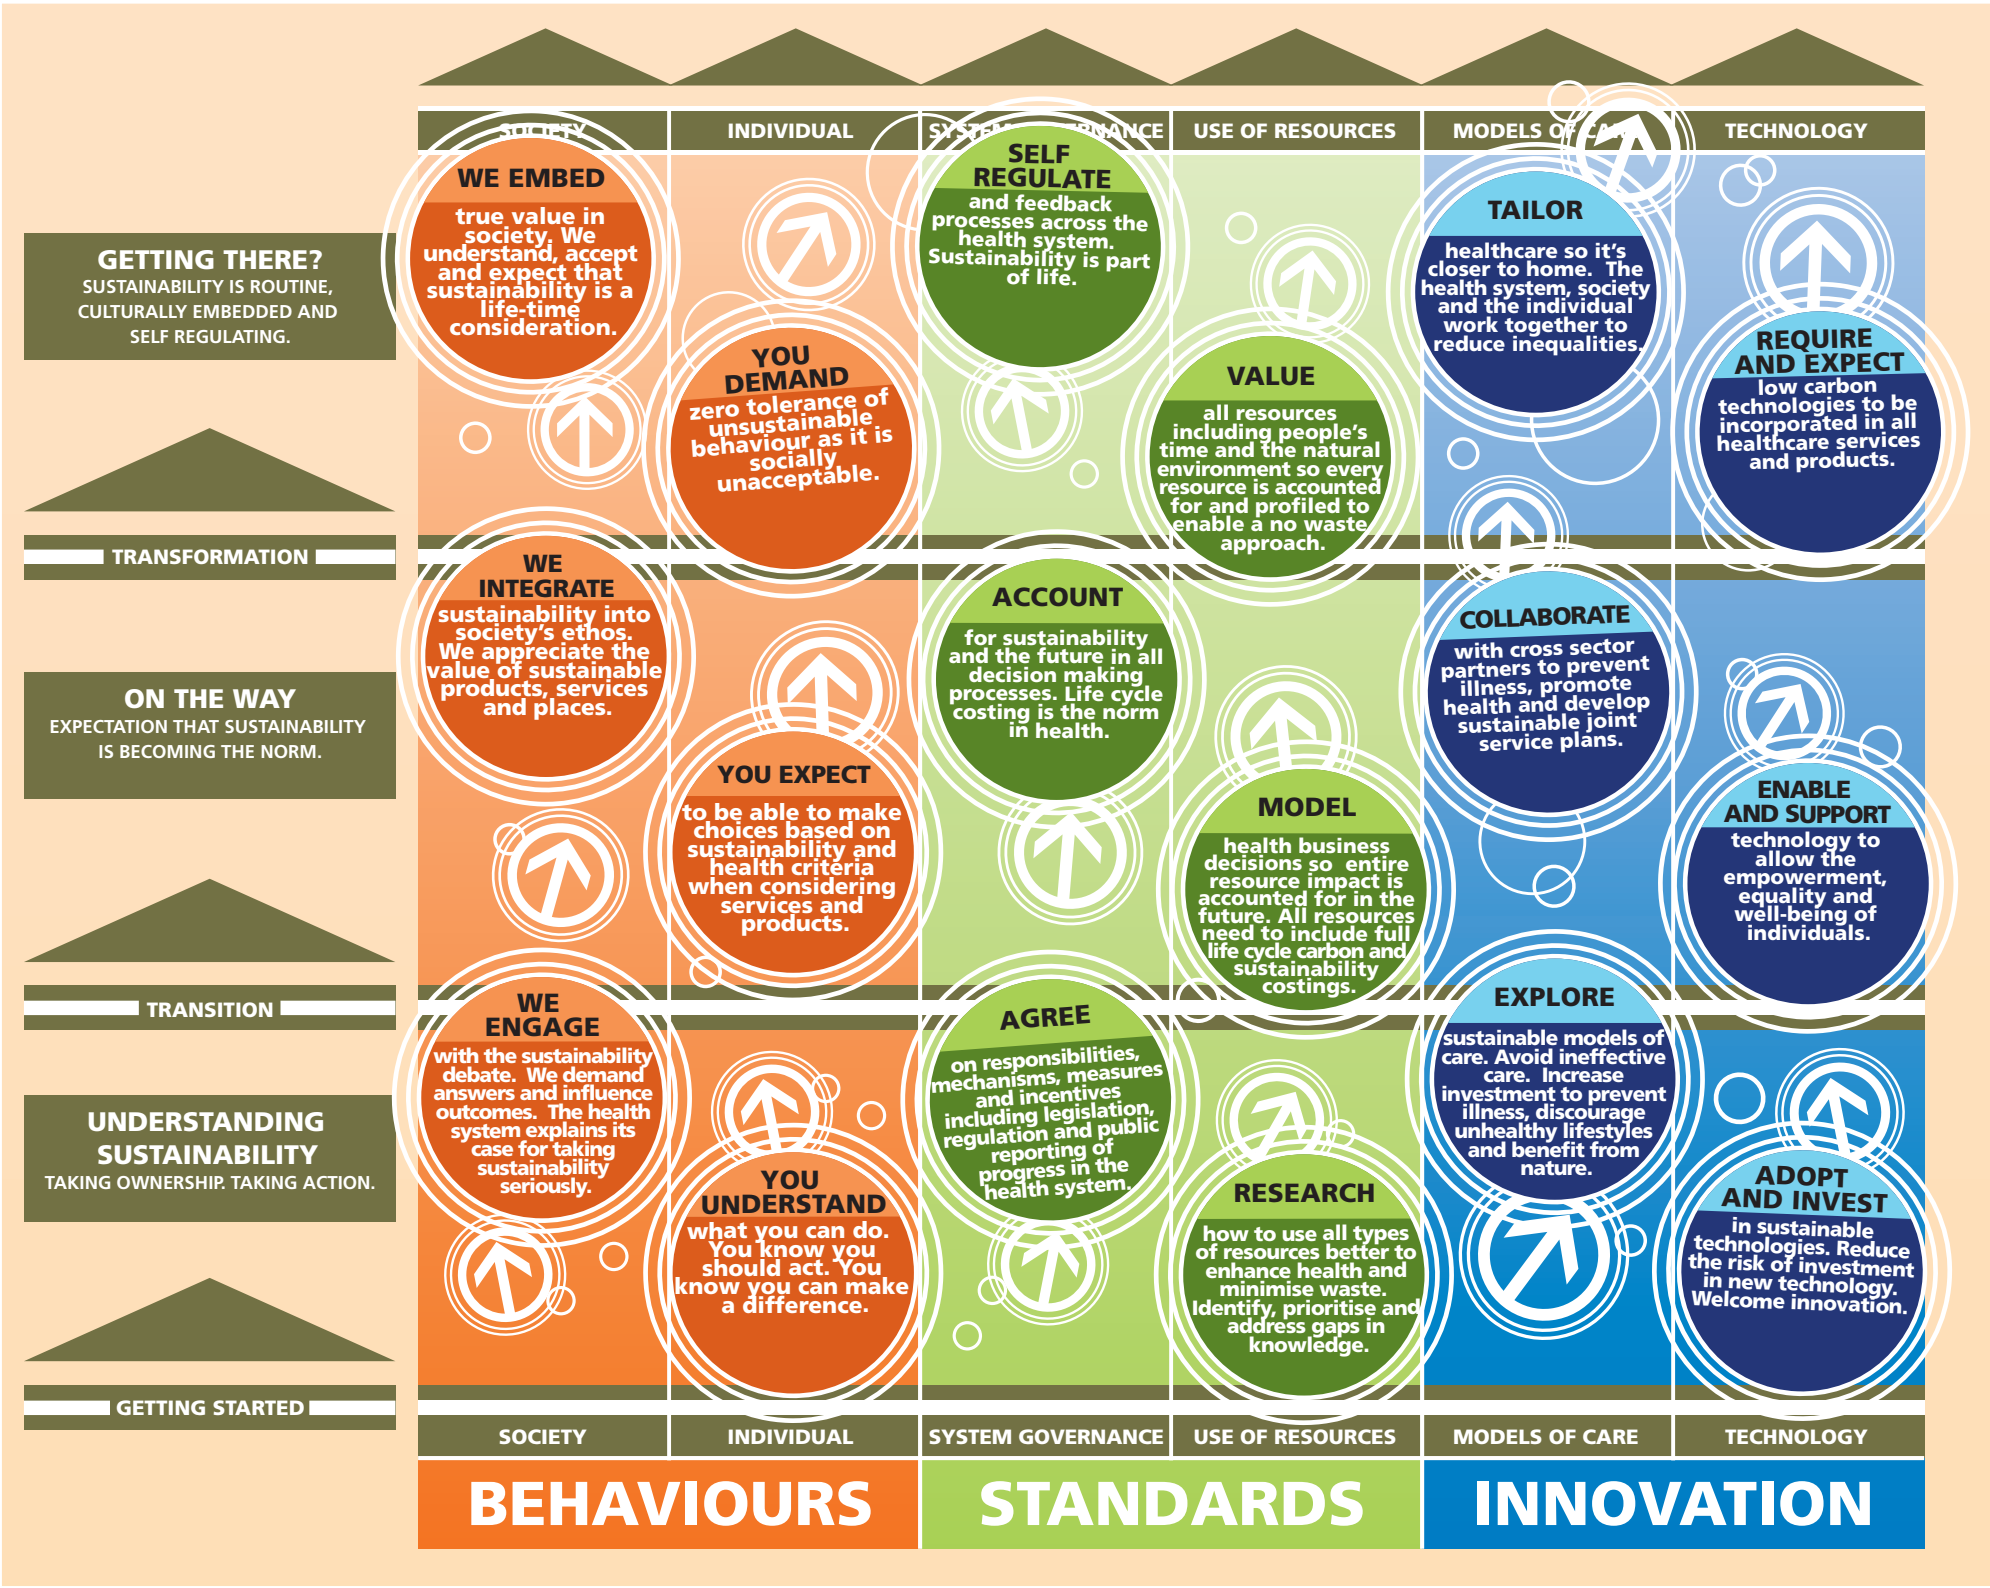 SOCIETY
INDIVIDUAL
SYSTEM GOVERNANCE
USE OF RESOURCES
MODELS OF CARE
TECHNOLOGY
GETTING THERE?
SUSTAINABILITY IS ROUTINE,
CULTURALLY EMBEDDED AND
SELF REGULATING.
WE EMBED
true value in
society. We
understand, accept
and expect that
sustainability is a
life-time
consideration.
YOU
DEMAND
zero tolerance of
unsustainable
behaviour as it is
socially
unacceptable.
SELF
REGULATE
and feedback
processes across the
health system.
Sustainability is part
of life.
VALUE
all resources
including people's
time and the natural
environment so every
resource is accounted
for and profiled to
enable a no waste
approach.
TAILOR
healthcare so it's
closer to home. The
health system, society
and the individual
work together to
reduce inequalities.
REQUIRE
AND EXPECT
low carbon
technologies to be
incorporated in all
healthcare services
and products.
TRANSFORMATION
ON THE WAY
EXPECTATION THAT SUSTAINABILITY
IS BECOMING THE NORM.
WE
INTEGRATE
sustainability into
society's ethos.
We appreciate the
value of sustainable
products, services
and places.
YOU EXPECT
to be able to make
choices based on
sustainability and
health criteria
when considering
services and
products.
ACCOUNT
for sustainability
and the future in all
decision making
processes. Life cycle
costing is the norm
in health.
MODEL
health business
decisions so entire
resource impact is
accounted for in the
future. All resources
need to include full
life cycle carbon and
sustainability
costings.
COLLABORATE
with cross sector
partners to prevent
illness, promote
health and develop
sustainable joint
service plans.
ENABLE
AND SUPPORT
technology to
allow the
empowerment,
equality and
well-being of
individuals.
TRANSITION
UNDERSTANDING
SUSTAINABILITY
TAKING OWNERSHIP. TAKING ACTION.
WE
ENGAGE
with the sustainability
debate. We demand
answers and influence
outcomes. The health
system explains its
case for taking
sustainability
seriously.
YOU
UNDERSTAND
what you can do.
You know you
should act. You
know you can make
a difference.
AGREE
on responsibilities,
mechanisms, measures
and incentives
including legislation,
regulation and public
reporting of
progress in the
health system.
RESEARCH
how to use all types
of resources better to
enhance health and
minimise waste.
Identify, prioritise and
address gaps in
knowledge.
EXPLORE
sustainable models of
care. Avoid ineffective
care. Increase
investment to prevent
illness, discourage
unhealthy lifestyles
and benefit from
nature.
ADOPT
AND INVEST
in sustainable
technologies. Reduce
the risk of investment
in new technology.
Welcome innovation.
GETTING STARTED
SOCIETY
INDIVIDUAL
SYSTEM GOVERNANCE
USE OF RESOURCES
MODELS OF CARE
TECHNOLOGY
BEHAVIOURS
STANDARDS
INNOVATION